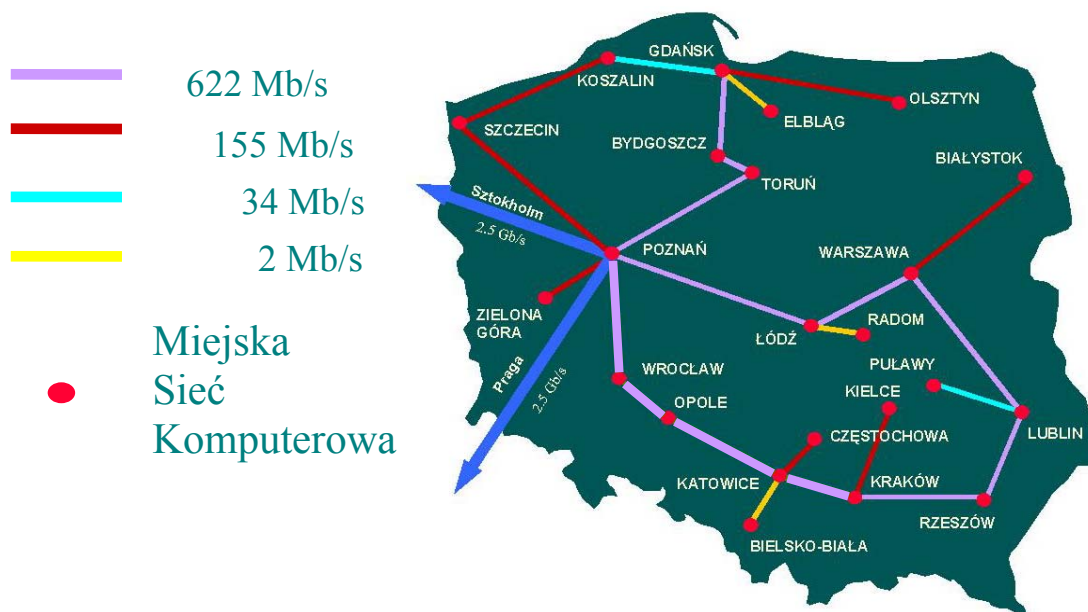 622 Mb/s
155 Mb/s
34 Mb/s
2 Mb/s
Miejska
Sieć
Komputerowa
GDAŃSK
KOSZALIN
OLSZTYN
ELBLĄG
SZCZECIN
BYDGOSZCZ
BIAŁYSTOK
TORUŃ
Sztokholm
2.5 Gb/s
POZNAŃ
WARSZAWA
ZIELONA
GÓRA
RADOM
ŁÓDŹ
Praga
2.5 Gb/s
WROCŁAW
PUŁAWY
KIELCE
OPOLE
LUBLIN
CZĘSTOCHOWA
KATOWICE
KRAKÓW
RZESZÓW
BIELSKO-BIAŁA